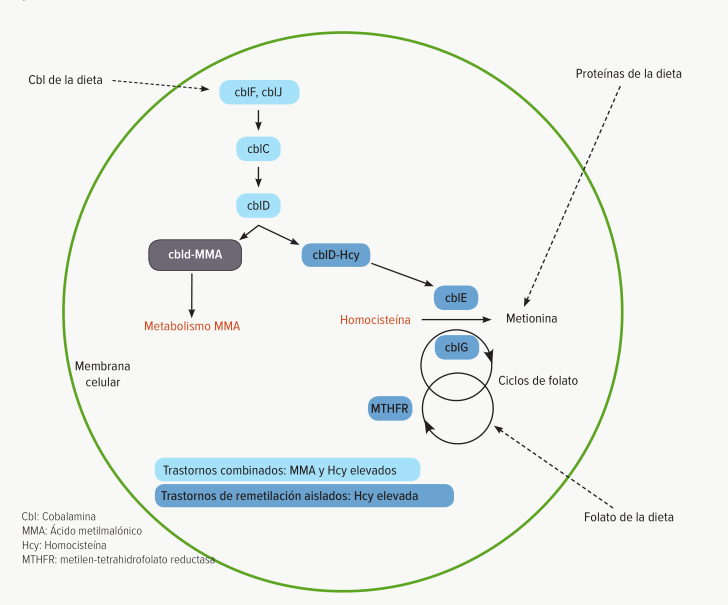 Cbl de la dieta
Proteínas de la dieta
cblF, cblJ
cblC
cblD
cbld-MMA
cblD-Hcy
cblE
Metabolismo MMA
Homocisteína
Metionina
cblG
Membrana
celular
Ciclos de folato
MTHFR
Trastornos combinados: MMA y Hcy elevados
Trastornos de remetilación aislados: Hcy elevada
Folato de la dieta
Cbl: Cobalamina
MMA: Ácido metilmalónico
Hcy: Homocisteína
MTHFR: metilen-tetrahidrofolato reductasa